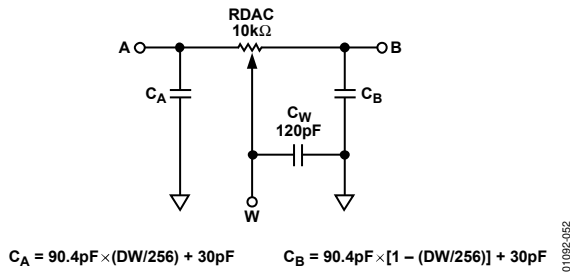 RDAC
10kΩ
A
B
CA
CB
CW
120pF
W
CA = 90.4pF×(DW/256) + 30pF
CB = 90.4pF×[1 – (DW/256)] + 30pF
01092-052